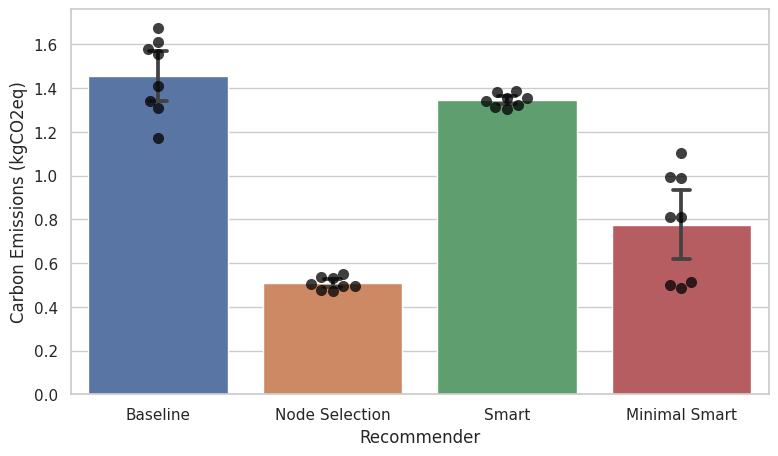 Carbon Emissions (kgCO2eq)
1.6
1.4
1.2
1.0
0.8
0.6
0.4
0.2
0.0
Baseline
Node Selection
Smart
Minimal Smart
Recommender